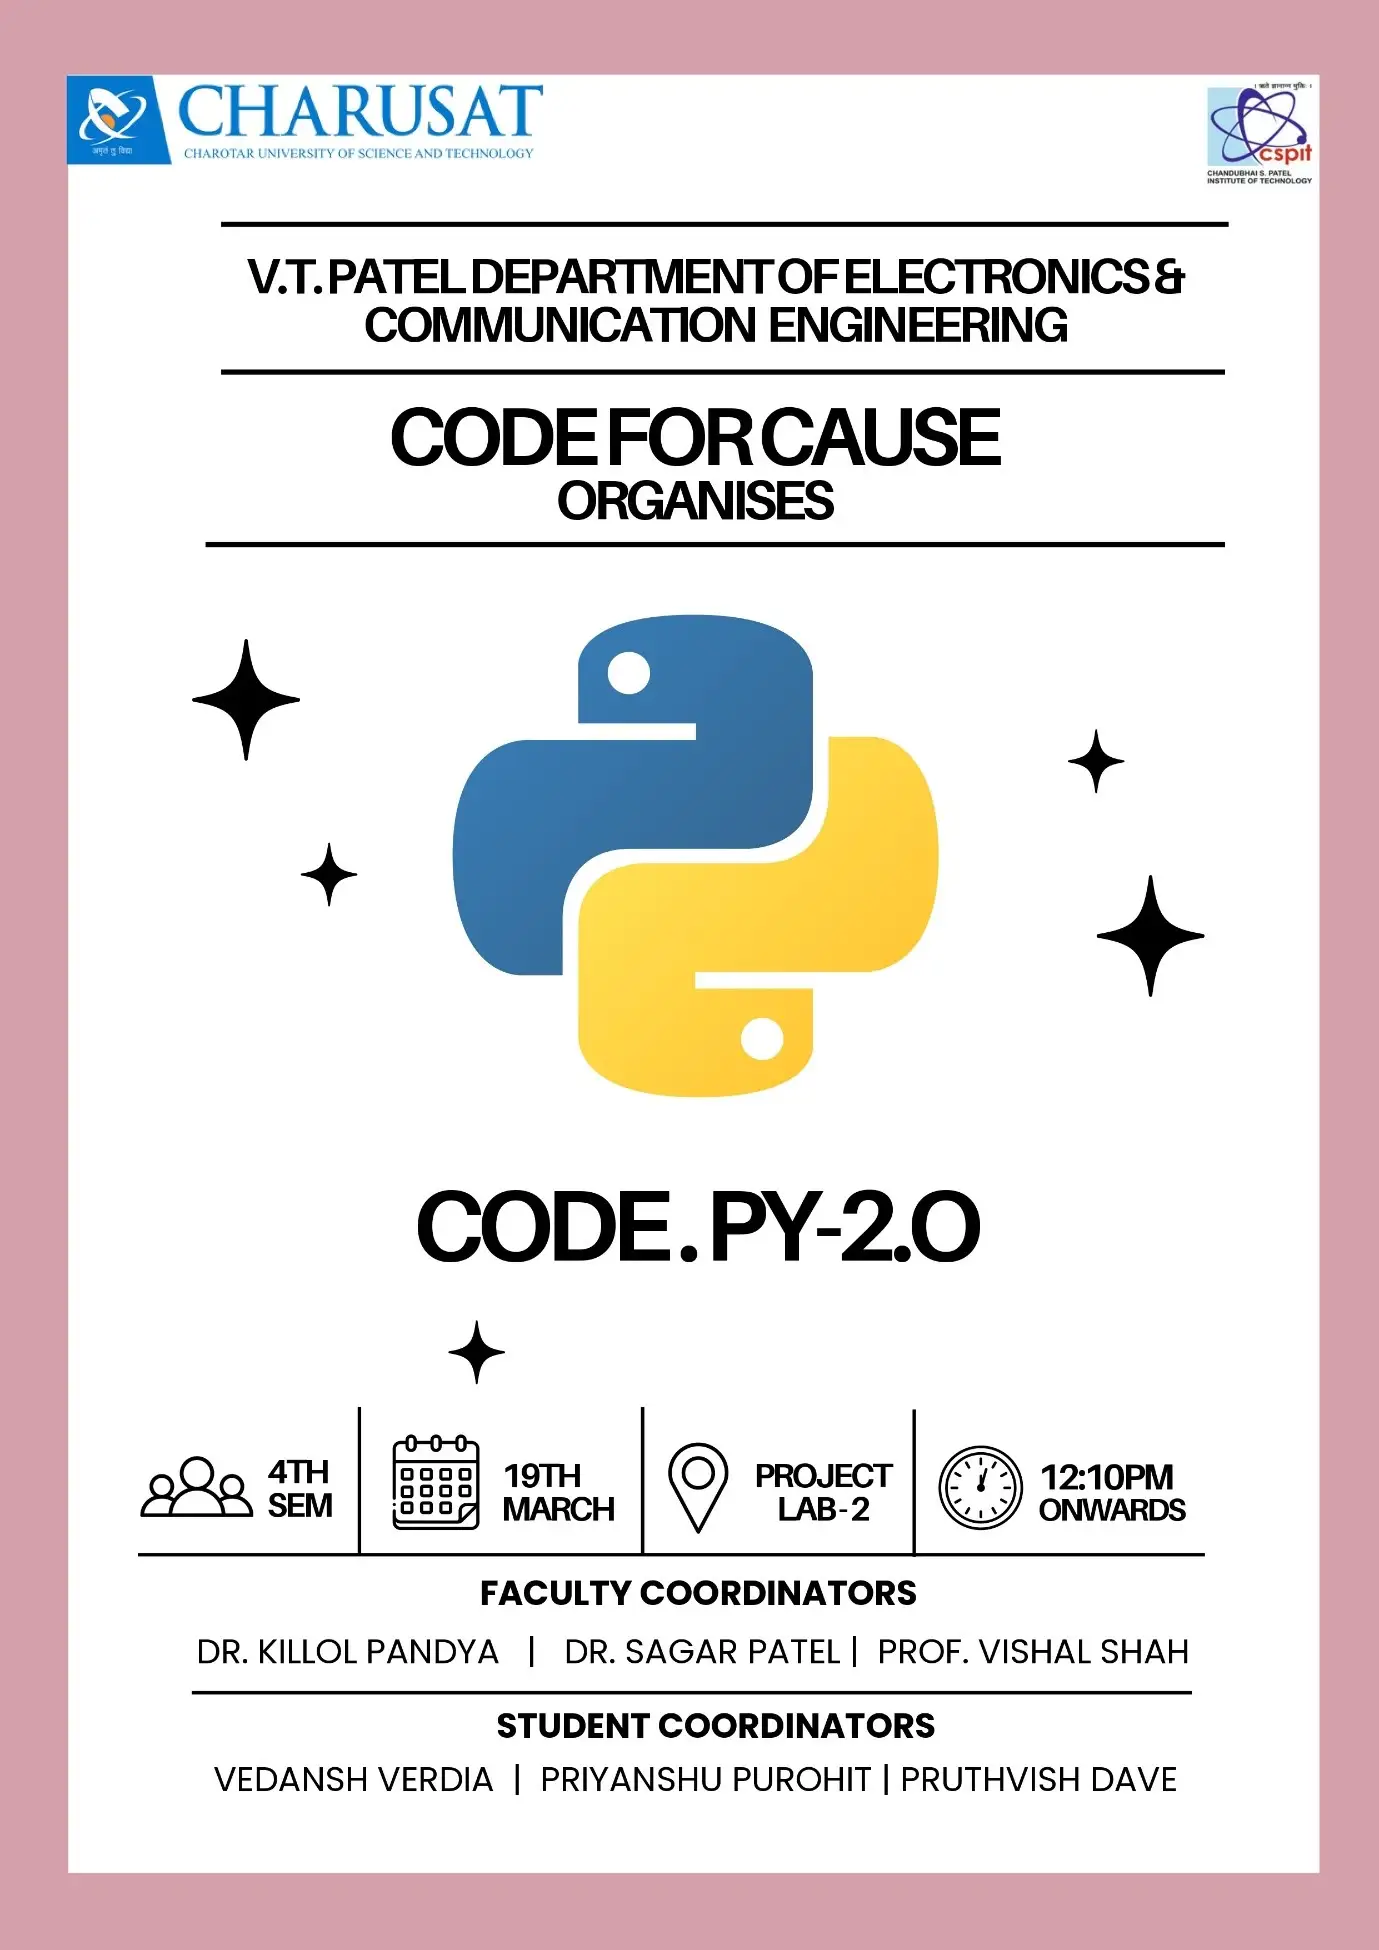 CHARUSAT
CHAROTAR UNIVERSITY OF SCIENCE AND TECHNOLOGY
अमृतं तु विद्या
। ऋते ज्ञानान्न मुक्तिः ।
cspit
CHANDUBHAI S. PATEL
INSTITUTE OF TECHNOLOGY
V.T. PATEL DEPARTMENT OF ELECTRONICS &
COMMUNICATION ENGINEERING
CODE FOR CAUSE
ORGANISES
CODE . PY-2.O
4TH
SEM
19TH
MARCH
PROJECT
LAB - 2
12:10PM
ONWARDS
FACULTY COORDINATORS
DR. KILLOL PANDYA | DR. SAGAR PATEL | PROF. VISHAL SHAH
STUDENT COORDINATORS
VEDANSH VERDIA | PRIYANSHU PUROHIT | PRUTHVISH DAVE